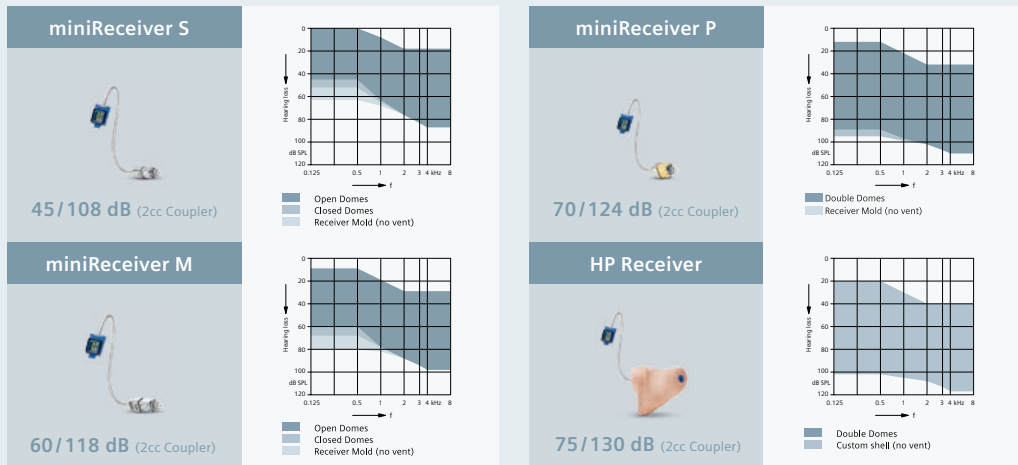 miniReceiver S
0
20
40
60
80
100
dB SPL
120
Hearing loss
0.125 0.5 1 2 3 4 kHz 8
f
Open Domes
Closed Domes
Receiver Mold (no vent)
45/108 dB (2cc Coupler)
miniReceiver P
0
20
40
60
80
100
dB SPL
120
Hearing loss
0.125 0.5 1 2 3 4 kHz 8
f
Double Domes
Receiver Mold (no vent)
70/124 dB (2cc Coupler)
miniReceiver M
0
20
40
60
80
100
dB SPL
120
Hearing loss
0.125 0.5 1 2 3 4 kHz 8
f
Open Domes
Closed Domes
Receiver Mold (no vent)
60/118 dB (2cc Coupler)
HP Receiver
0
20
40
60
80
100
dB SPL
120
Hearing loss
0.125 0.5 1 2 3 4 kHz 8
f
Double Domes
Custom shell (no vent)
75/130 dB (2cc Coupler)